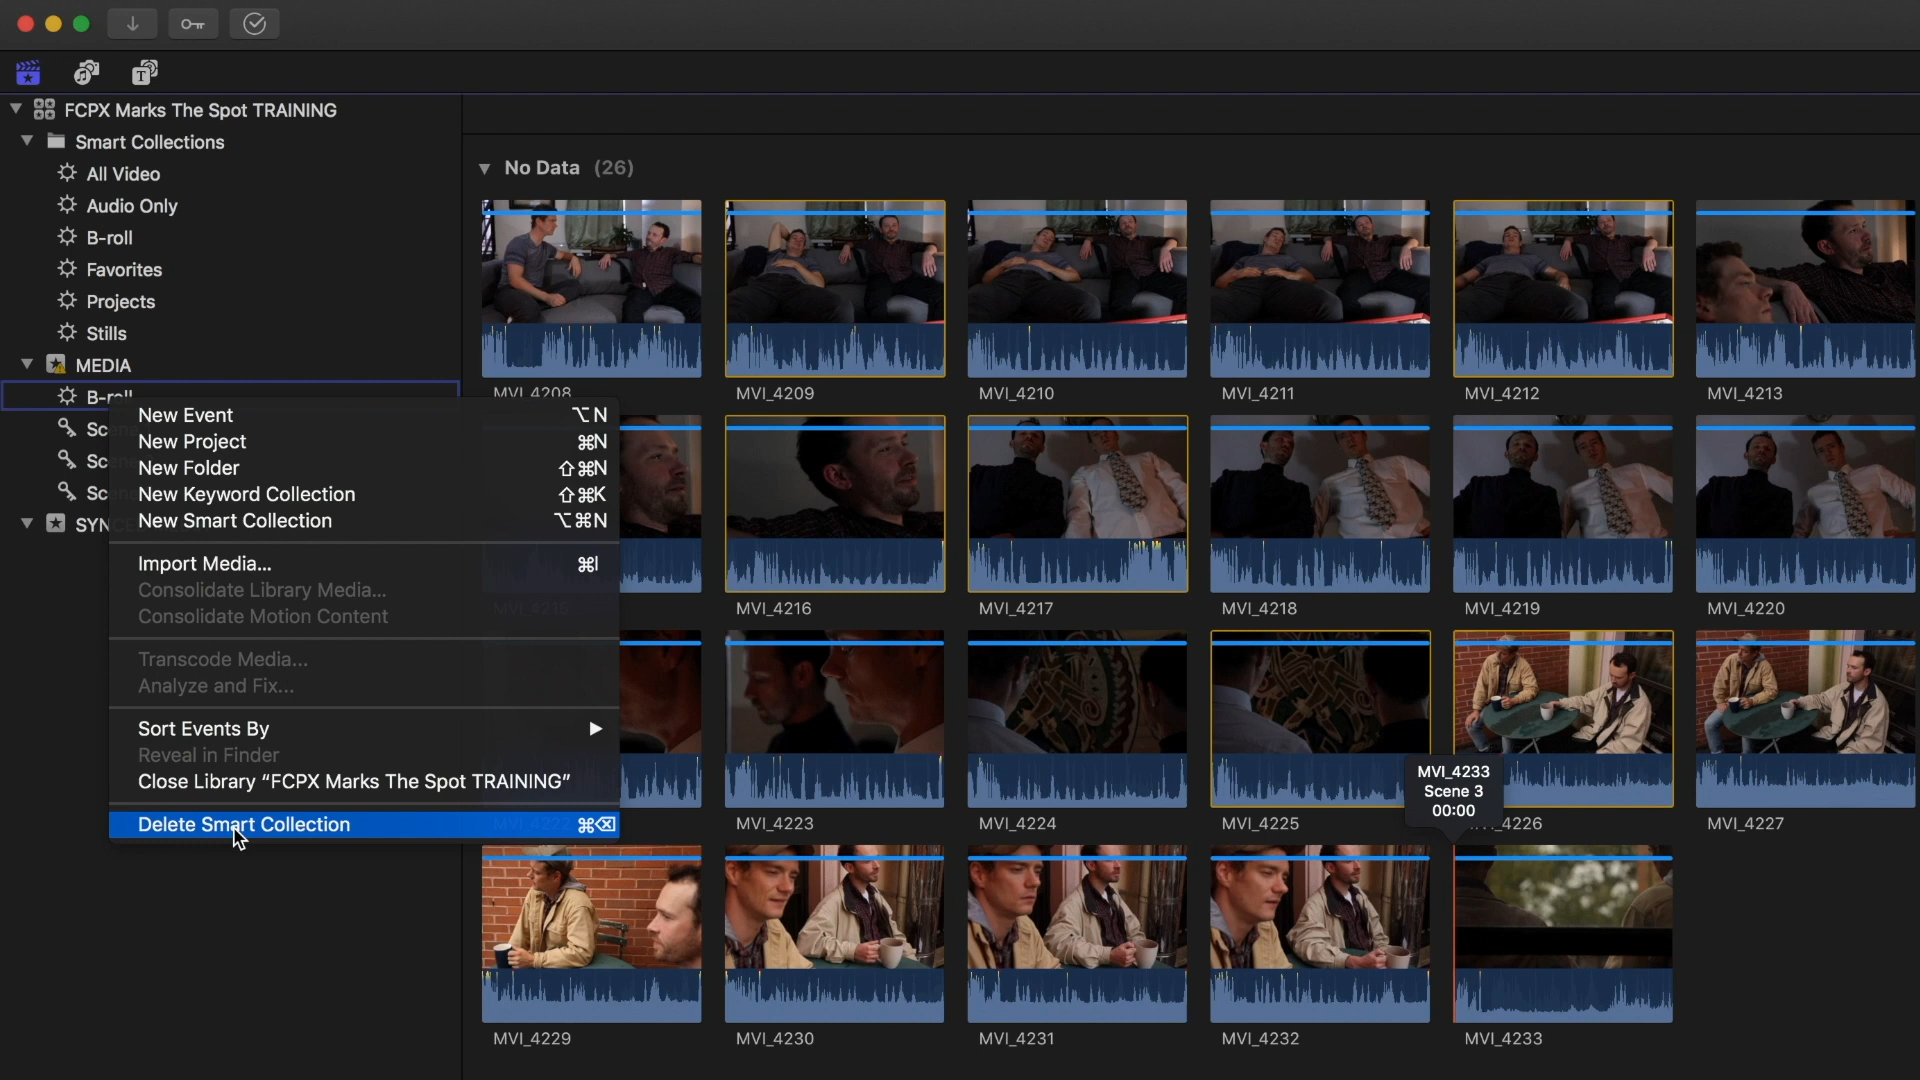 FCPX Marks The Spot TRAINING
Smart Collections
All Video
Audio Only
B-roll
Favorites
Projects
Stills
MEDIA
B-roll
New Event ⌥N
New Project ⌘N
New Folder ⇧⌘N
New Keyword Collection ⇧⌘K
New Smart Collection ⌥⌘N
Import Media... ⌘I
Consolidate Library Media...
Consolidate Motion Content
Transcode Media...
Analyze and Fix...
Sort Events By
Reveal in Finder
Close Library “FCPX Marks The Spot TRAINING”
Delete Smart Collection ⌘⌫
No Data (26)
MVI_4208
MVI_4209
MVI_4210
MVI_4211
MVI_4212
MVI_4213
MVI_4216
MVI_4217
MVI_4218
MVI_4219
MVI_4220
MVI_4223
MVI_4224
MVI_4225
4226
MVI_4227
MVI_4233
Scene 3
00:00
MVI_4229
MVI_4230
MVI_4231
MVI_4232
MVI_4233